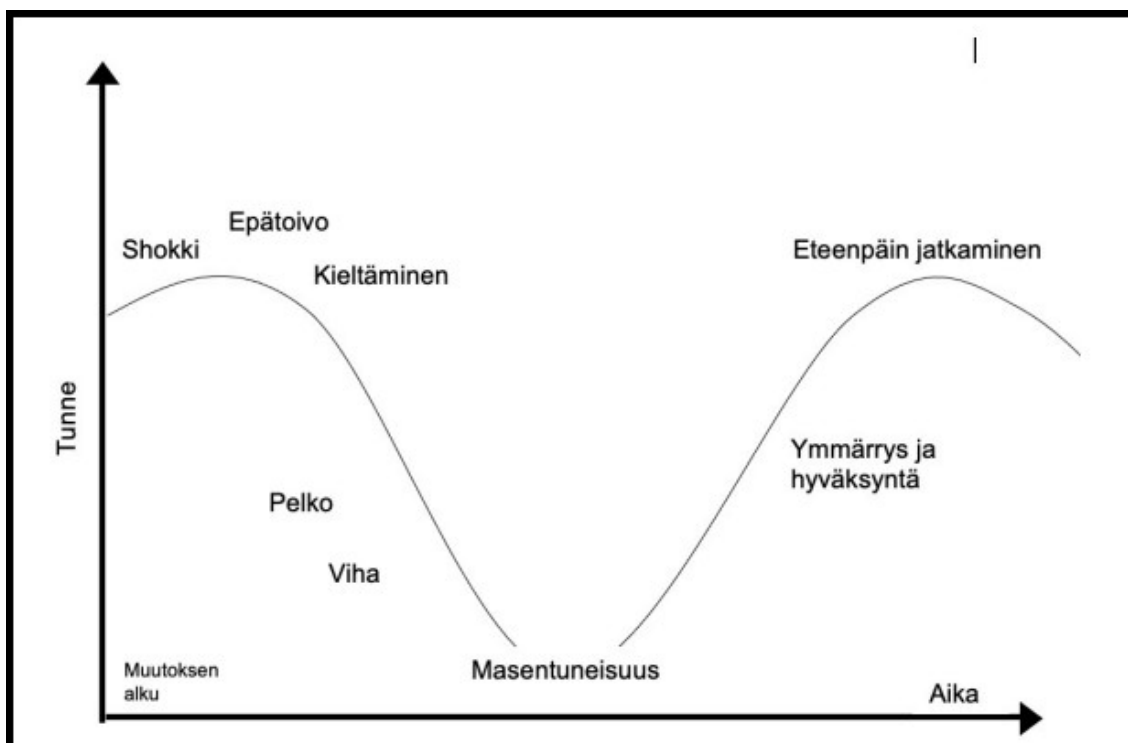 Epätoivo
Shokki
Kieltäminen
Eteenpäin jatkaminen
Tunne
Ymmärrys ja
hyväksyntä
Pelko
Viha
Masentuneisuus
Muutoksen
alku
Aika